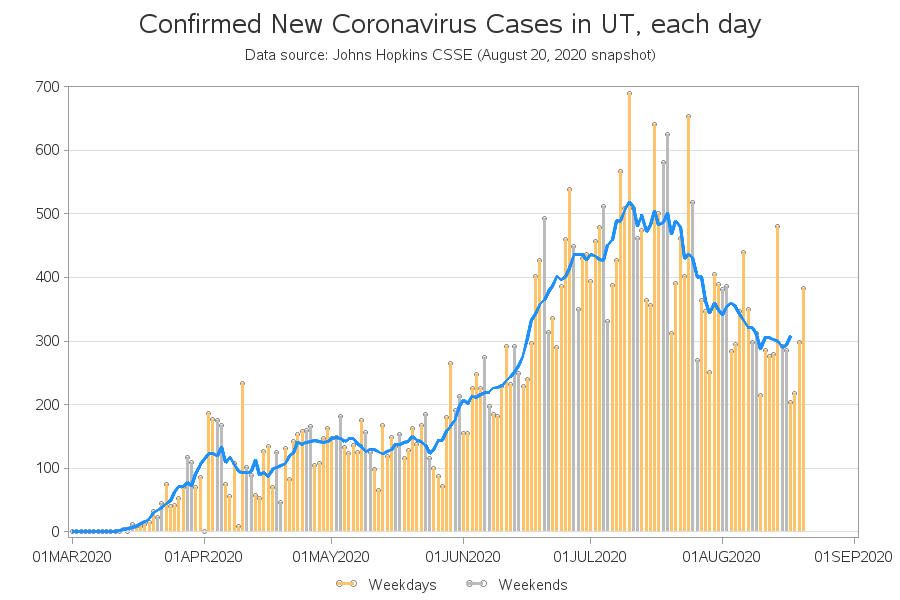 Confirmed New Coronavirus Cases in UT, each day
Data source: Johns Hopkins CSSE (August 20, 2020 snapshot)
700
600
500
400
300
200
100
0
01MAR2020 01APR2020 01MAY2020 01JUN2020 01JUL2020 01AUG2020 01SEP2020
Weekdays Weekends